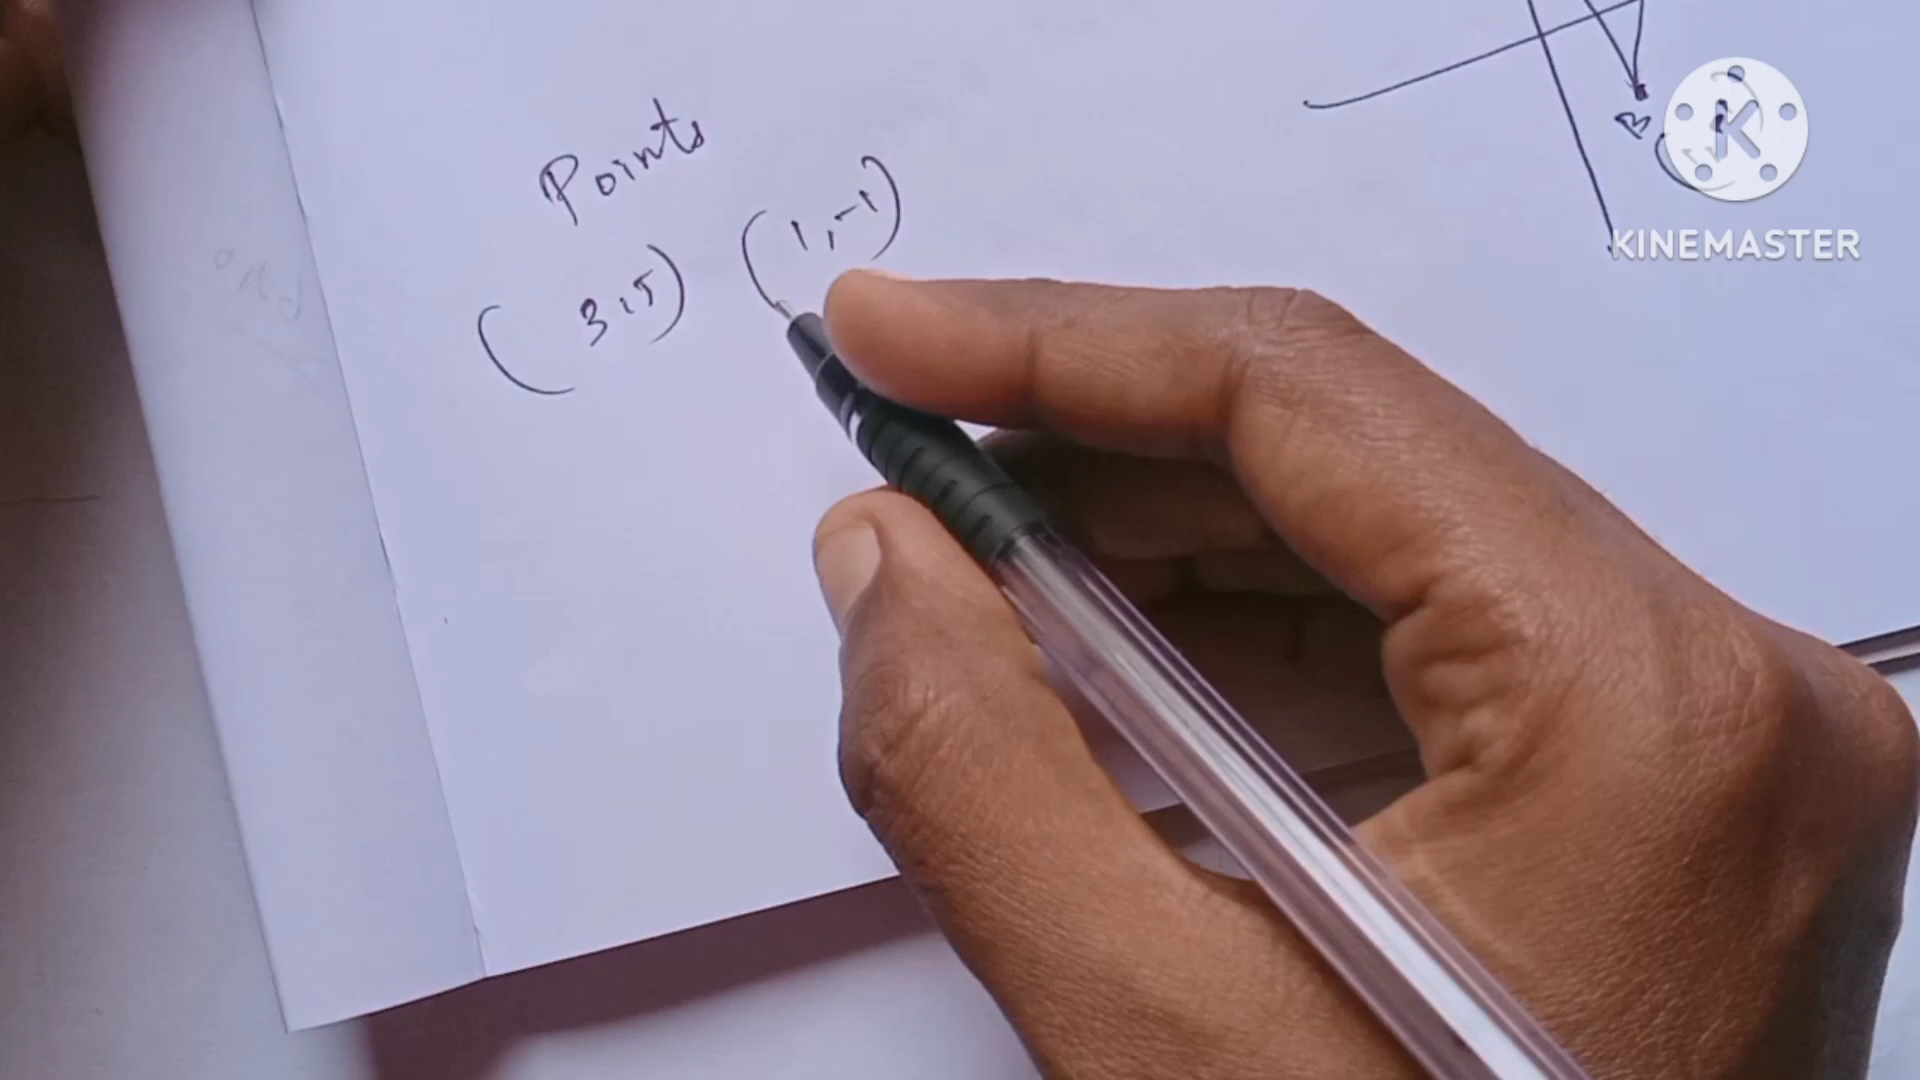 Points
(3,5) (1,-1)
B
K
KINEMASTER